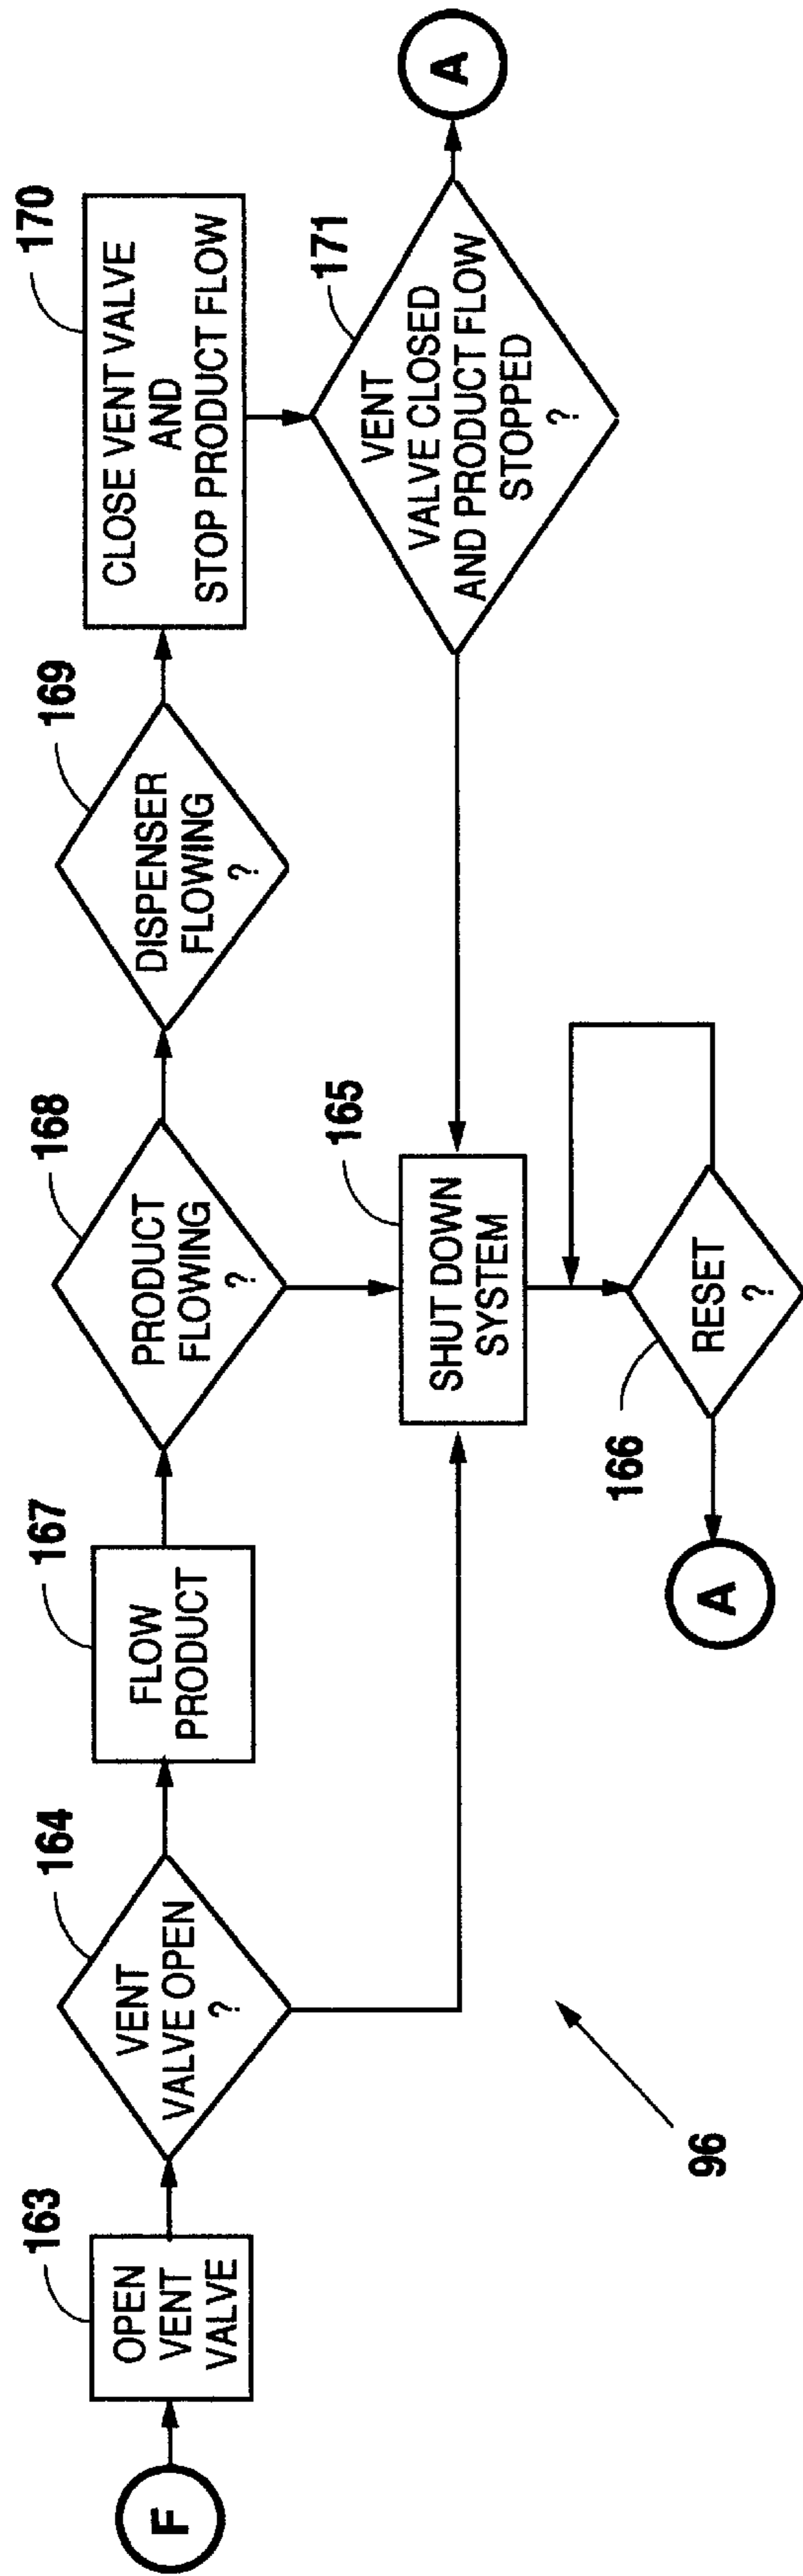 F
163
OPEN
VENT
VALVE
164
VENT
VALVE OPEN
?
167
FLOW
PRODUCT
168
PRODUCT
FLOWING
?
169
DISPENSER
FLOWING
?
170
CLOSE VENT VALVE
AND
STOP PRODUCT FLOW
171
VENT
VALVE CLOSED
AND PRODUCT FLOW
STOPPED
?
A
165
SHUT DOWN
SYSTEM
166
RESET
?
A
96